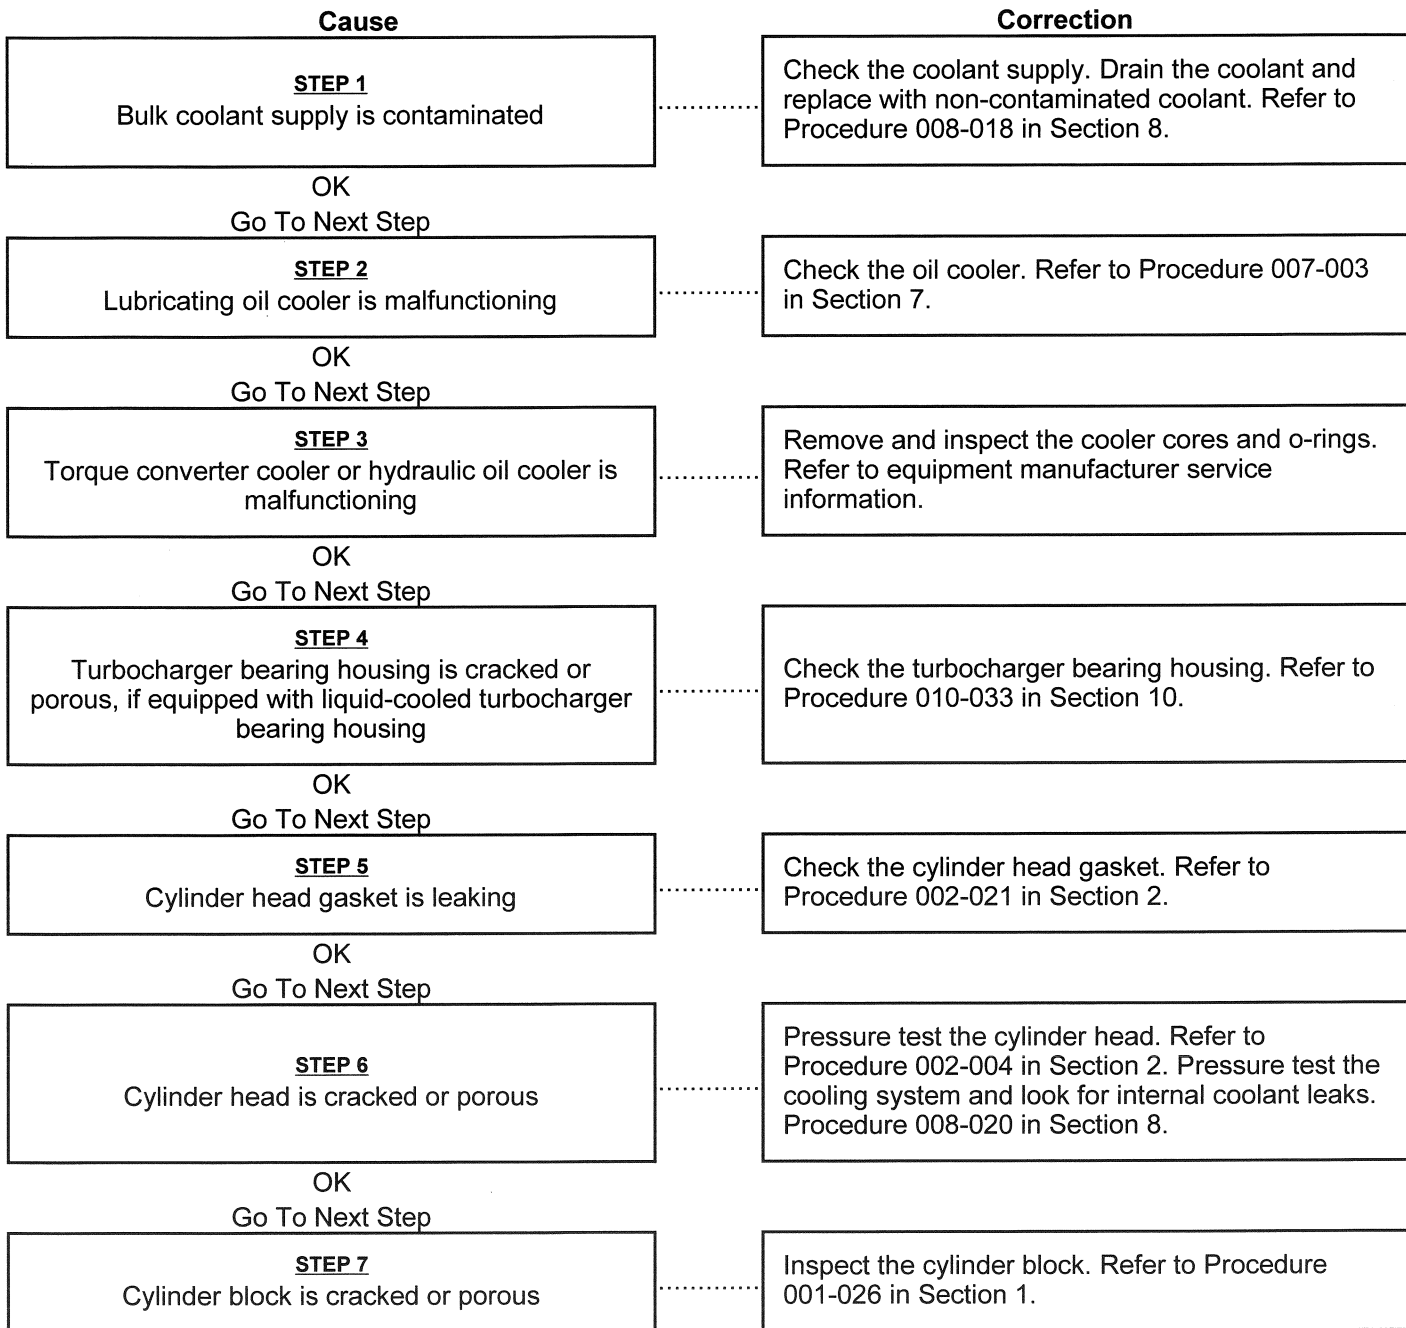 Cause
Correction
STEP 1
Bulk coolant supply is contaminated
Check the coolant supply. Drain the coolant and
replace with non-contaminated coolant. Refer to
Procedure 008-018 in Section 8.
OK
Go To Next Step
STEP 2
Lubricating oil cooler is malfunctioning
Check the oil cooler. Refer to Procedure 007-003
in Section 7.
OK
Go To Next Step
STEP 3
Torque converter cooler or hydraulic oil cooler is
malfunctioning
Remove and inspect the cooler cores and o-rings.
Refer to equipment manufacturer service
information.
OK
Go To Next Step
STEP 4
Turbocharger bearing housing is cracked or
porous, if equipped with liquid-cooled turbocharger
bearing housing
Check the turbocharger bearing housing. Refer to
Procedure 010-033 in Section 10.
OK
Go To Next Step
STEP 5
Cylinder head gasket is leaking
Check the cylinder head gasket. Refer to
Procedure 002-021 in Section 2.
OK
Go To Next Step
STEP 6
Cylinder head is cracked or porous
Pressure test the cylinder head. Refer to
Procedure 002-004 in Section 2. Pressure test the
cooling system and look for internal coolant leaks.
Procedure 008-020 in Section 8.
OK
Go To Next Step
STEP 7
Cylinder block is cracked or porous
Inspect the cylinder block. Refer to Procedure
001-026 in Section 1.